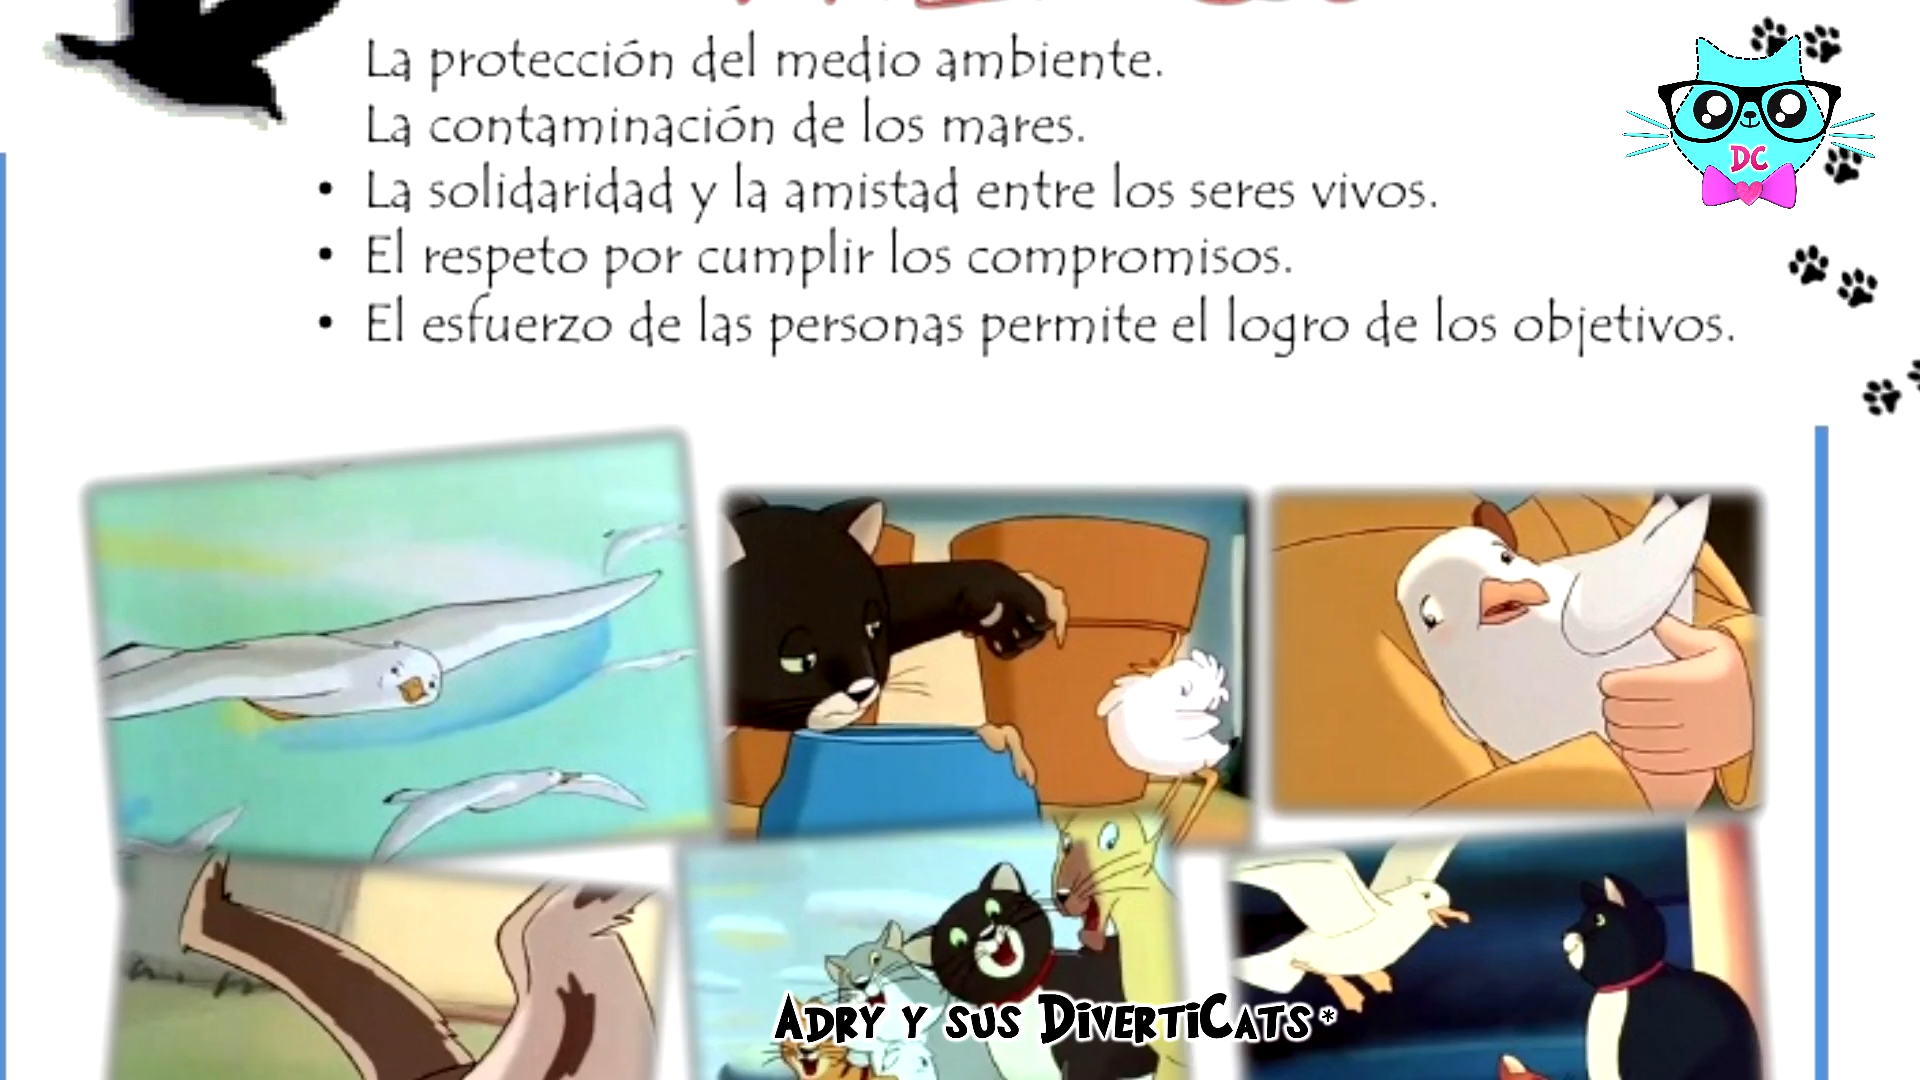 La protección del medio ambiente.
La contaminación de los mares.
• La solidaridad y la amistad entre los seres vivos.
• El respeto por cumplir los compromisos.
• El esfuerzo de las personas permite el logro de los objetivos.
DC
ADRY Y SUS DIVERTICATS*